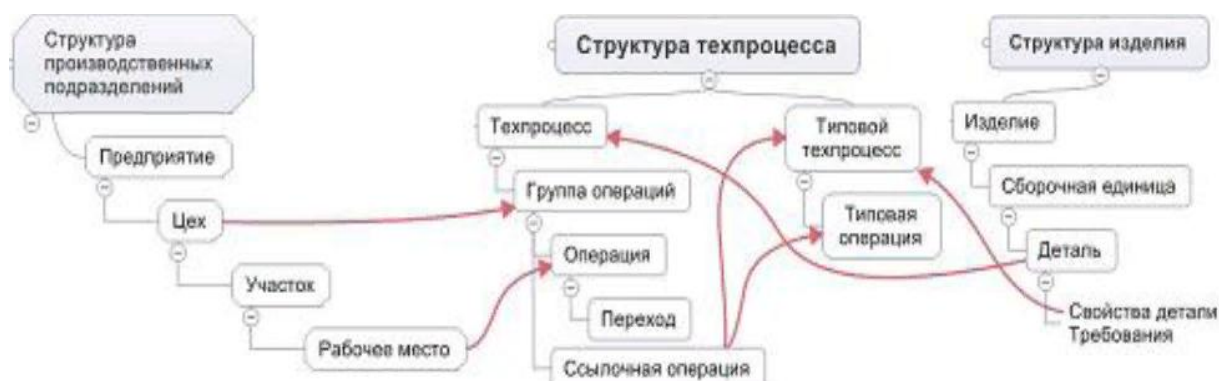 Структура
производственных
подразделений
Предприятие
Цех
Участок
Рабочее место
Структура техпроцесса
Техпроцесс
Группа операций
Операция
Переход
Ссылочная операция
Типовой
техпроцесс
Типовая
операция
Структура изделия
Изделие
Сборочная единица
Деталь
Свойства детали
Требования